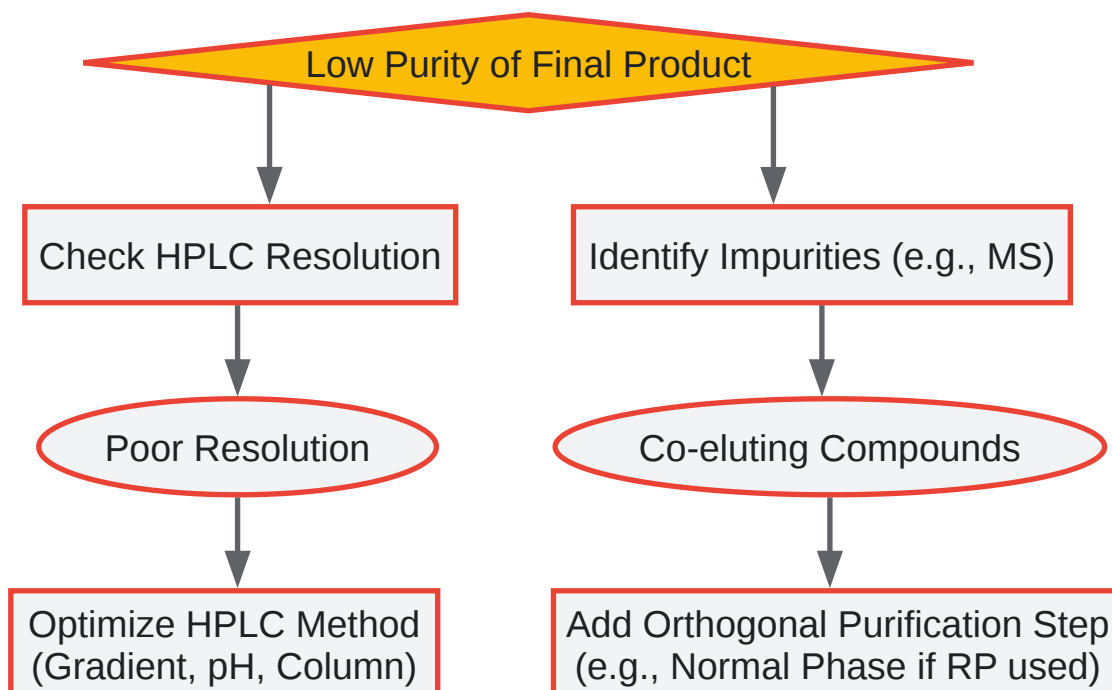 Low Purity of Final Product
Check HPLC Resolution
Identify Impurities (e.g., MS)
Poor Resolution
Co-eluting Compounds
Optimize HPLC Method
(Gradient, pH, Column)
Add Orthogonal Purification Step
(e.g., Normal Phase if RP used)